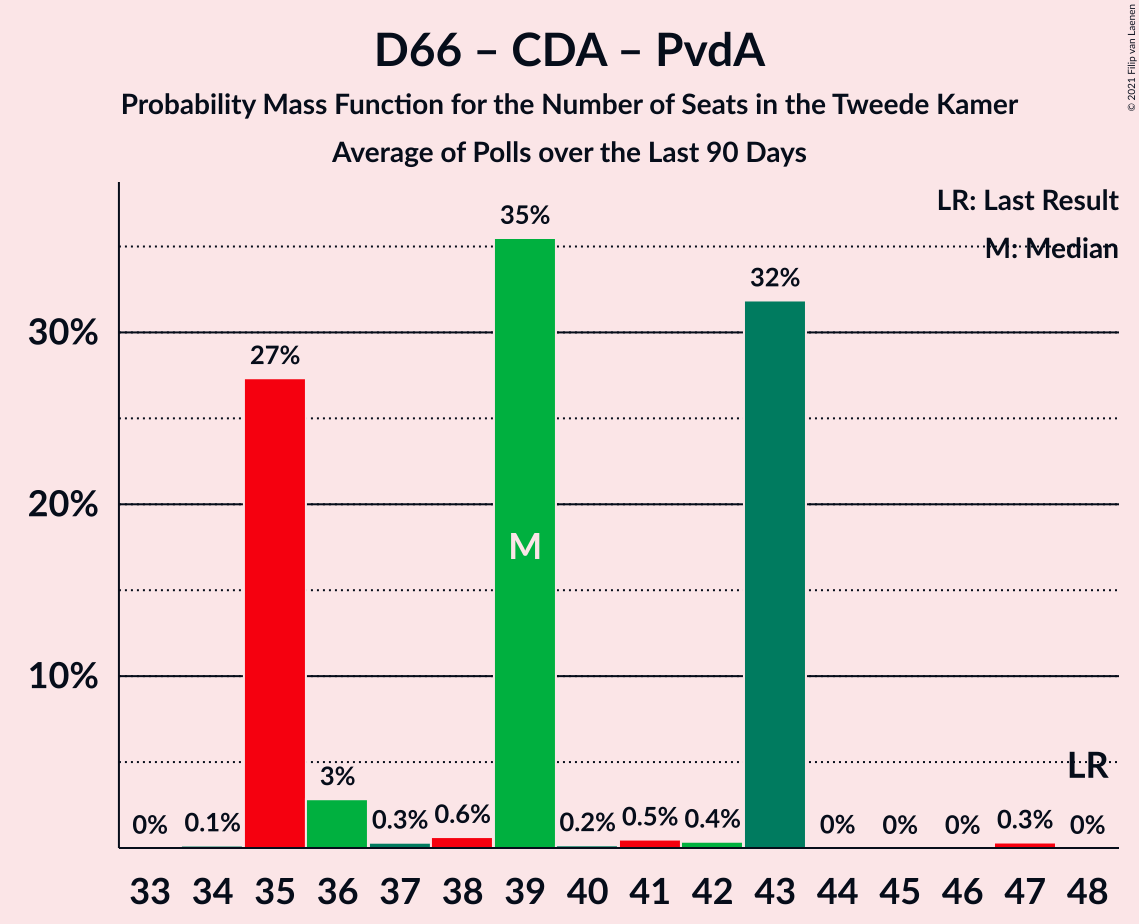 D66 – CDA – PvdA
Probability Mass Function for the Number of Seats in the Tweede Kamer
Average of Polls over the Last 90 Days
© 2021 Filip van Laenen
LR: Last Result
M: Median
30%
20%
10%
0%
0.1%
27%
3%
0.3%
0.6%
35%
M
0.2%
0.5%
0.4%
32%
0%
0%
0%
0.3%
0%
LR
33 34 35 36 37 38 39 40 41 42 43 44 45 46 47 48